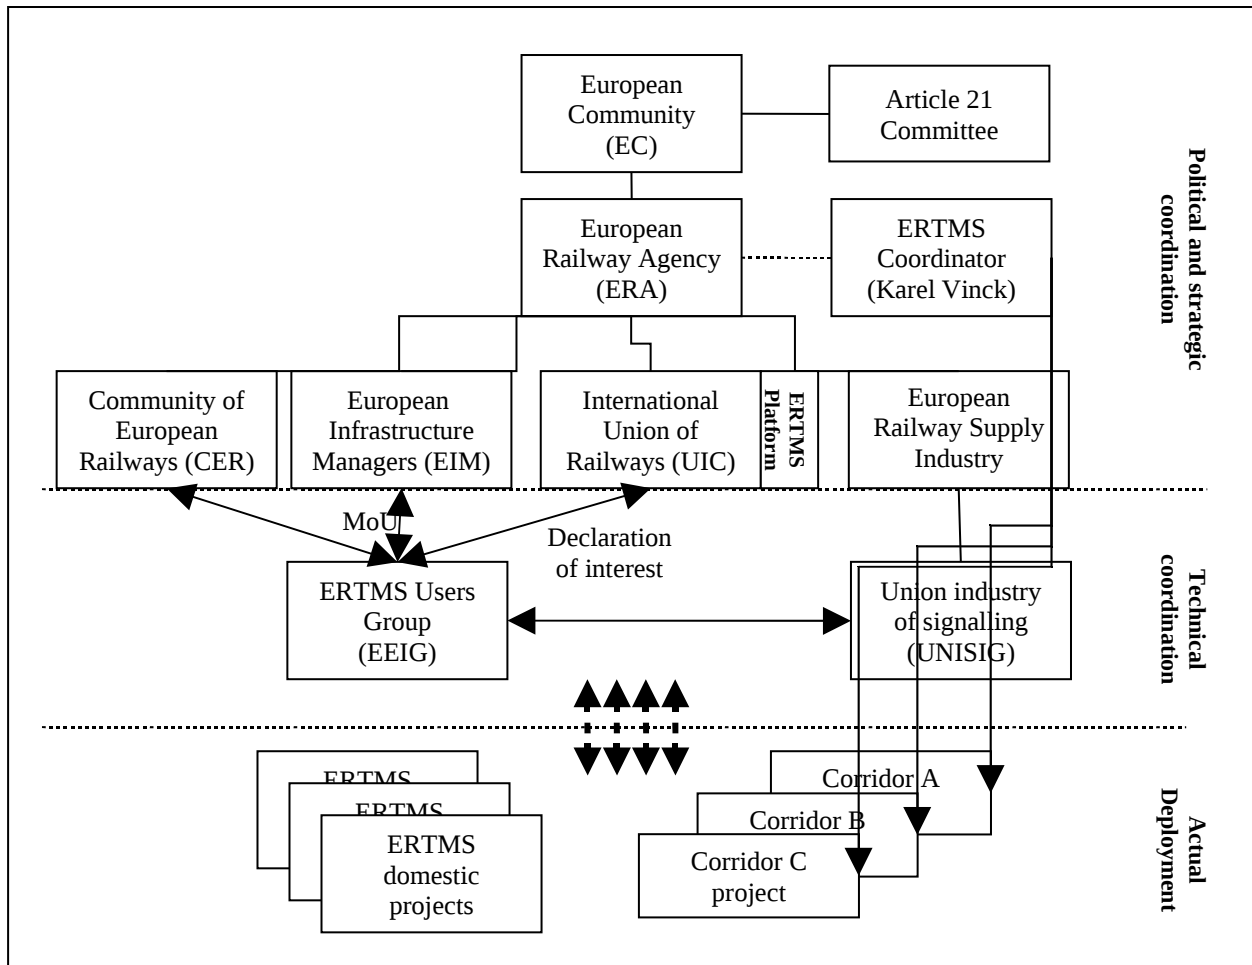 European
Community
(EC)
Article 21
Committee
European
Railway Agency
(ERA)
ERTMS
Coordinator
(Karel Vinck)
Political and strategic
coordination
Community of
European
Railways (CER)
European
Infrastructure
Managers (EIM)
International
Union of
Railways (UIC)
ERTMS
Platform
European
Railway Supply
Industry
MoU
Declaration
of interest
ERTMS Users
Group
(EEIG)
Union industry
of signalling
(UNISIG)
Technical
coordination
ERTMS
ERTMS
ERTMS
domestic
projects
Corridor A
Corridor B
Corridor C
project
Actual
Deployment